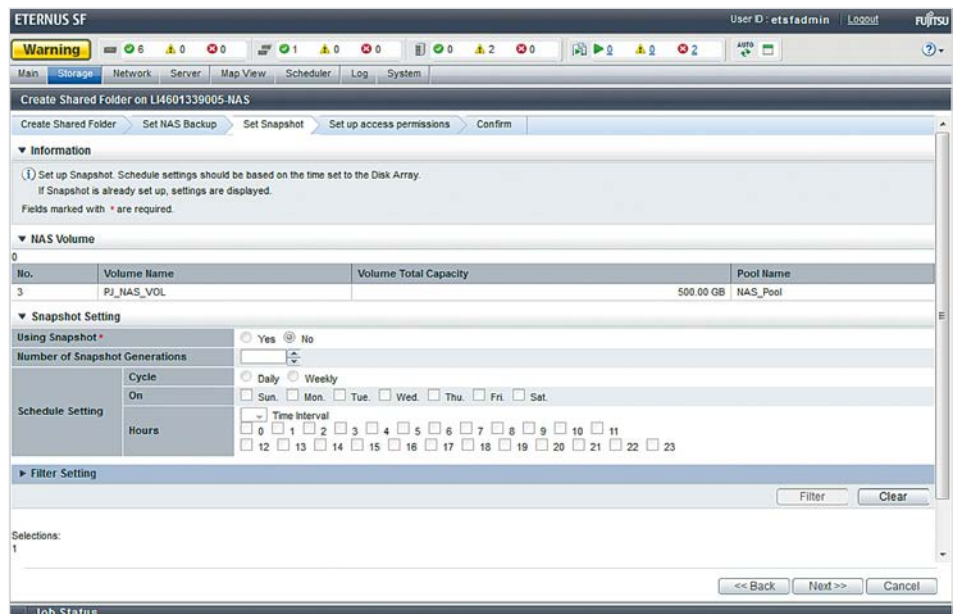 ETERNUS SF User ID : etsfadmin Logout FUJITSU
Warning 6 0 0 1 0 0 0 2 0 0 0 2 AUTO ?
Main Storage Network Server Map View Scheduler Log System
Create Shared Folder on LI4601339005-NAS
Create Shared Folder Set NAS Backup Set Snapshot Set up access permissions Confirm
Information
Set up Snapshot. Schedule settings should be based on the time set to the Disk Array.
If Snapshot is already set up, settings are displayed.
Fields marked with * are required.
NAS Volume
0
No. Volume Name Volume Total Capacity Pool Name
3 PJ_NAS_VOL 500.00 GB NAS_Pool
Snapshot Setting
Using Snapshot * Yes No
Number of Snapshot Generations
Schedule Setting
Cycle Daily Weekly
On Sun. Mon. Tue. Wed. Thu. Fri. Sat.
Hours Time Interval
0 1 2 3 4 5 6 7 8 9 10 11
12 13 14 15 16 17 18 19 20 21 22 23
Filter Setting
Filter Clear
Selections:
1
<< Back Next >> Cancel
Job Status